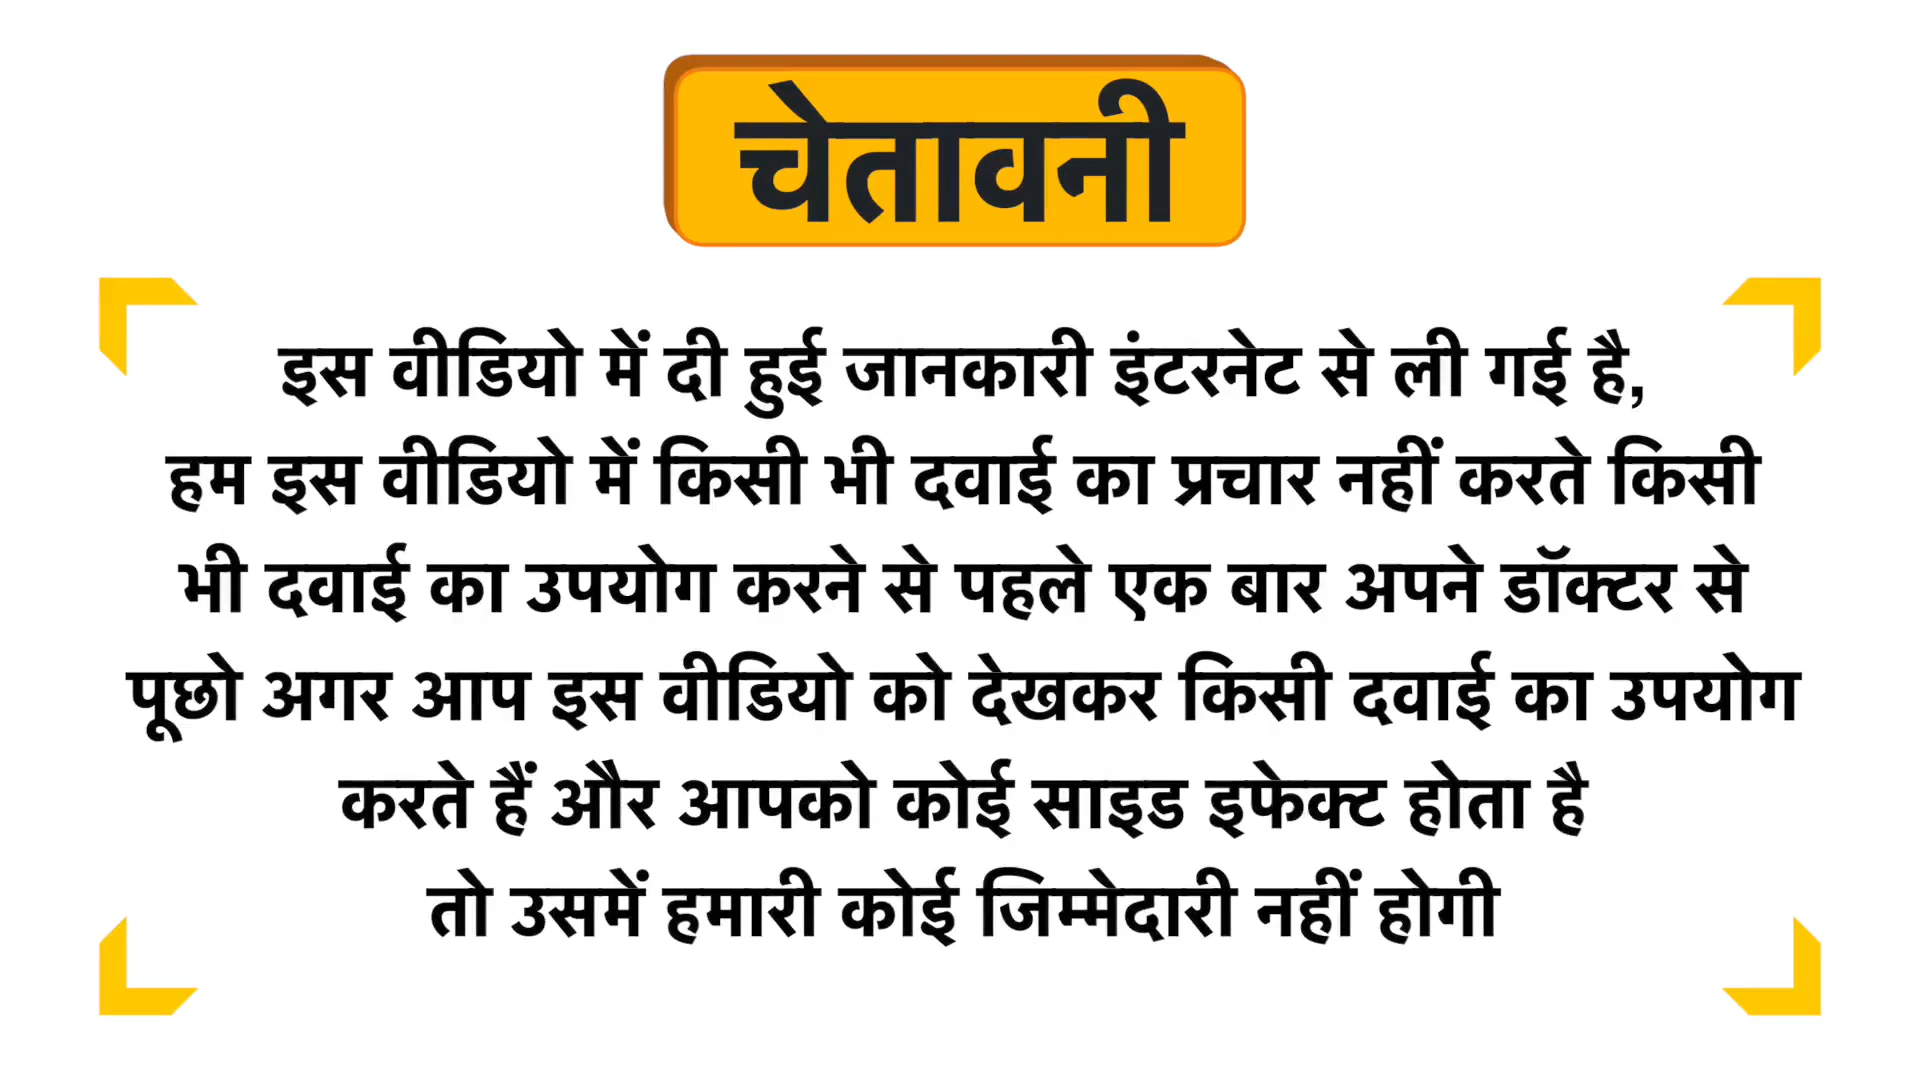 चेतावनी
इस वीडियो में दी हुई जानकारी इंटरनेट से ली गई है,
हम इस वीडियो में किसी भी दवाई का प्रचार नहीं करते किसी
भी दवाई का उपयोग करने से पहले एक बार अपने डॉक्टर से
पूछो अगर आप इस वीडियो को देखकर किसी दवाई का उपयोग
करते हैं और आपको कोई साइड इफेक्ट होता है
तो उसमें हमारी कोई जिम्मेदारी नहीं होगी